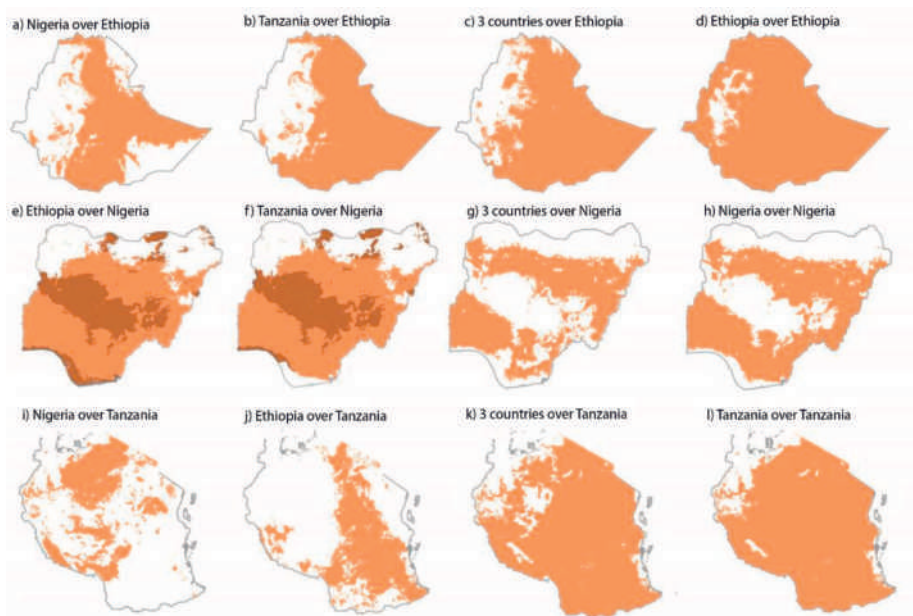 a) Nigeria over Ethiopia
b) Tanzania over Ethiopia
c) 3 countries over Ethiopia
d) Ethiopia over Ethiopia
e) Ethiopia over Nigeria
f) Tanzania over Nigeria
g) 3 countries over Nigeria
h) Nigeria over Nigeria
i) Nigeria over Tanzania
j) Ethiopia over Tanzania
k) 3 countries over Tanzania
l) Tanzania over Tanzania